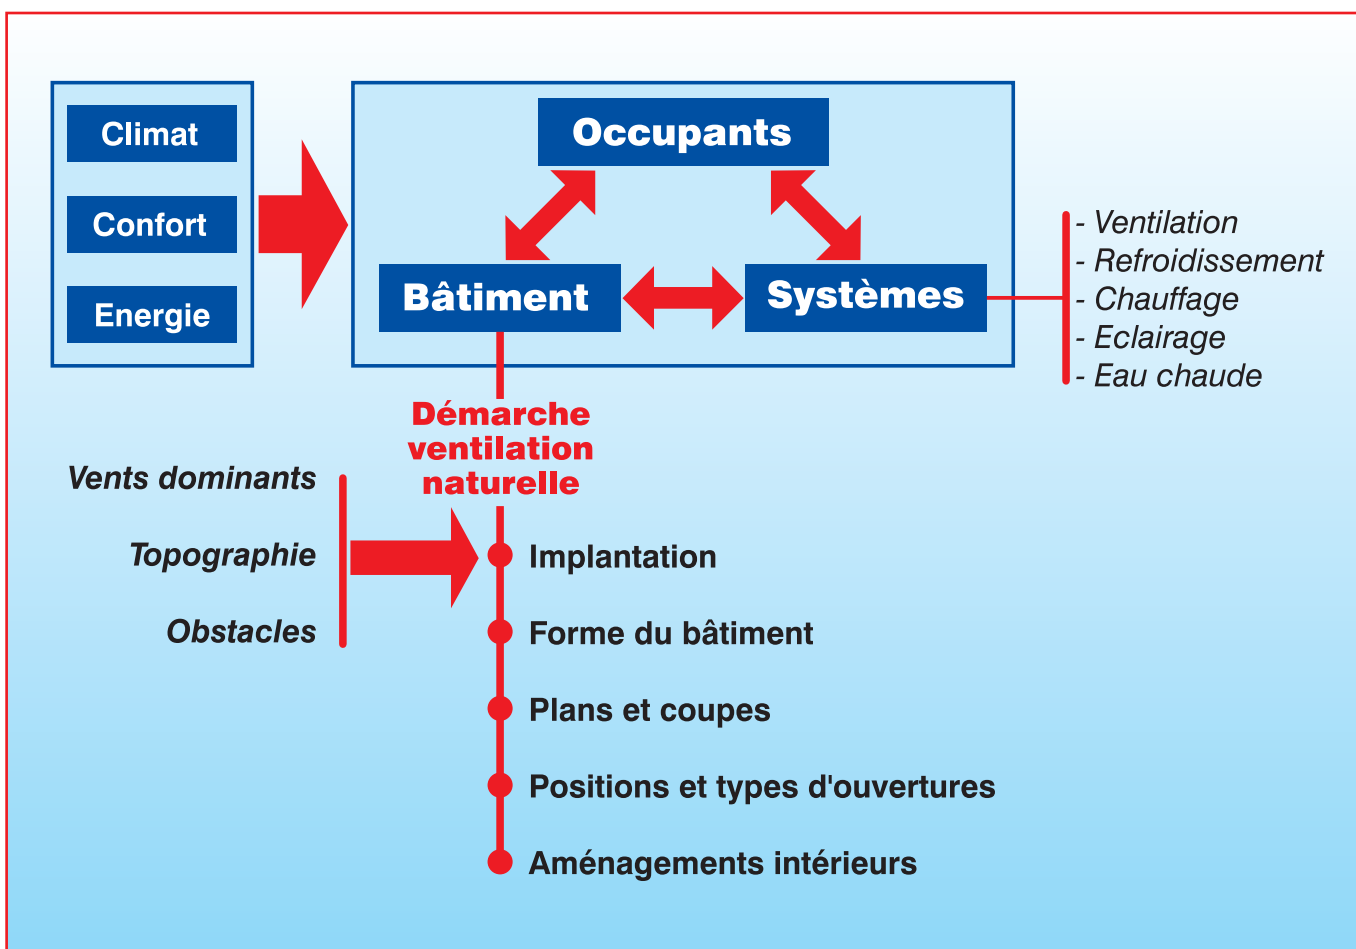 Climat
Confort
Energie
Occupants
Bâtiment
Systèmes
- Ventilation
- Refroidissement
- Chauffage
- Eclairage
- Eau chaude
Démarche
ventilation
naturelle
Vents dominants
Topographie
Obstacles
Implantation
Forme du bâtiment
Plans et coupes
Positions et types d'ouvertures
Aménagements intérieurs